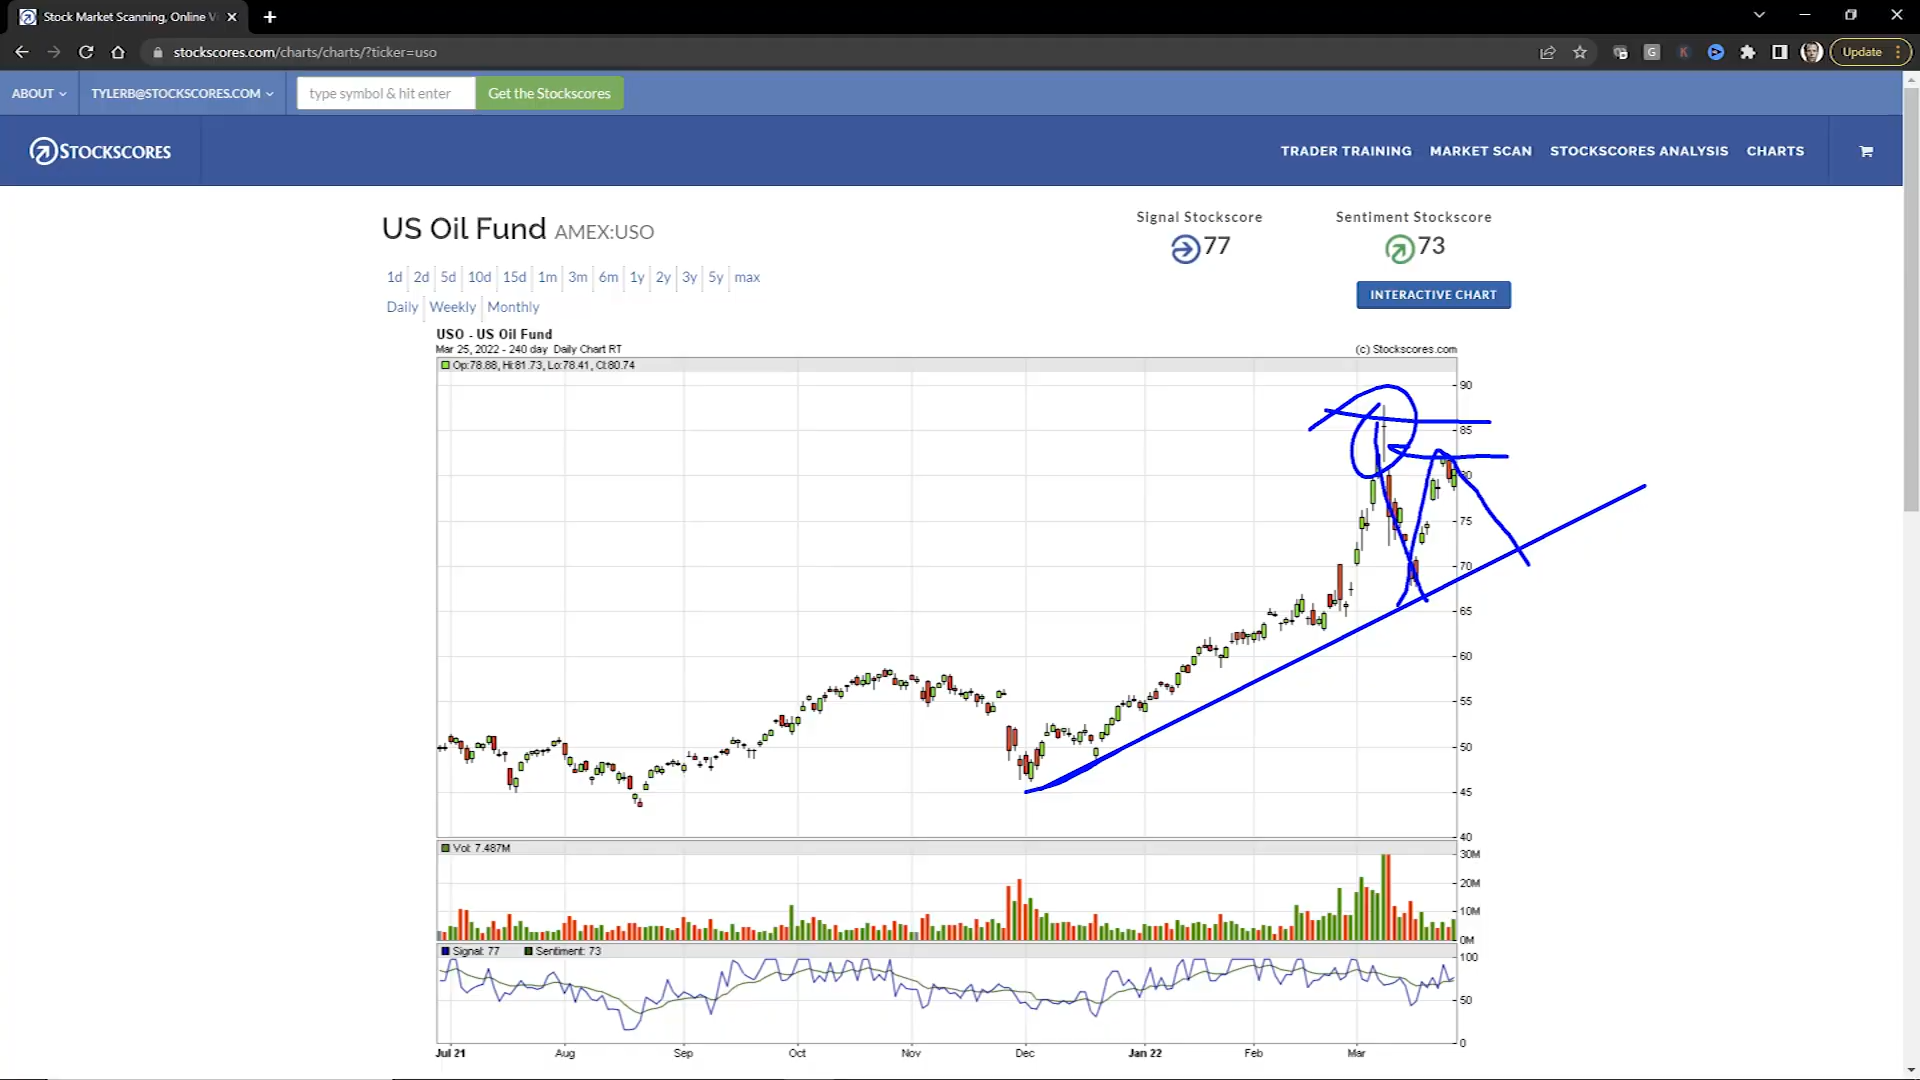 Stock Market Scanning, Online V
stockscores.com/charts/charts/?ticker=uso
Update
ABOUT
TYLERB@STOCKSCORES.COM
type symbol & hit enter
Get the Stockscores
STOCKSCORES
TRADER TRAINING
MARKET SCAN
STOCKSCORES ANALYSIS
CHARTS
US Oil Fund AMEX:USO
Signal Stockscore
77
Sentiment Stockscore
73
1d 2d 5d 10d 15d 1m 3m 6m 1y 2y 3y 5y max
INTERACTIVE CHART
Daily Weekly Monthly
USO - US Oil Fund
Mar 25, 2022 - 240 day Daily Chart RT
(c) Stockscores.com
Op:78.88, Hi:81.73, Lo:78.41, Cl:80.74
90
85
80
75
70
65
60
55
50
45
40
Vol: 7.487M
30M
20M
10M
0M
Signal: 77 Sentiment: 73
100
50
0
Jul 21 Aug Sep Oct Nov Dec Jan 22 Feb Mar